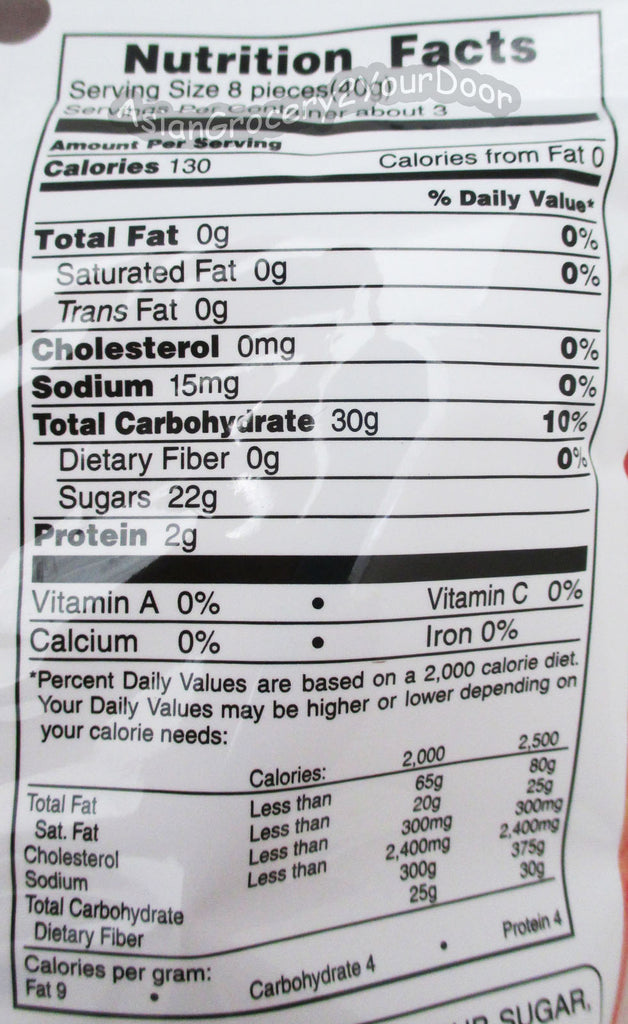 Nutrition Facts
Serving Size 8 pieces(40g)
Servings Per Container about 3
AsianGrocery2YourDoor
Amount Per Serving
Calories 130 Calories from Fat 0
% Daily Value*
Total Fat 0g 0%
Saturated Fat 0g 0%
Trans Fat 0g
Cholesterol 0mg 0%
Sodium 15mg 0%
Total Carbohydrate 30g 10%
Dietary Fiber 0g 0%
Sugars 22g
Protein 2g
Vitamin A 0% • Vitamin C 0%
Calcium 0% • Iron 0%
*Percent Daily Values are based on a 2,000 calorie diet.
Your Daily Values may be higher or lower depending on
your calorie needs:
Calories: 2,000 2,500
Total Fat Less than 65g 80g
Sat. Fat Less than 20g 25g
Cholesterol Less than 300mg 300mg
Sodium Less than 2,400mg 2,400mg
Total Carbohydrate 300g 375g
Dietary Fiber 25g 30g
Calories per gram:
Fat 9 • Carbohydrate 4 • Protein 4
SUGAR,